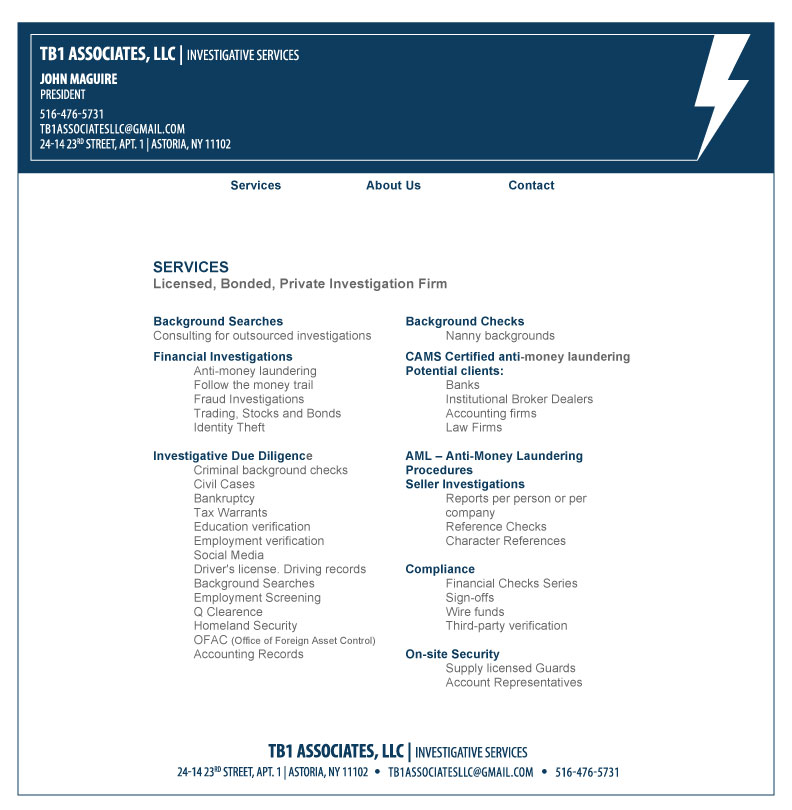 TB1 ASSOCIATES, LLC | INVESTIGATIVE SERVICES
JOHN MAGUIRE
PRESIDENT
516-476-5731
TB1ASSOCIATESLLC@GMAIL.COM
24-14 23RD STREET, APT. 1 | ASTORIA, NY 11102
Services About Us Contact
SERVICES
Licensed, Bonded, Private Investigation Firm
Background Searches
Consulting for outsourced investigations
Financial Investigations
Anti-money laundering
Follow the money trail
Fraud Investigations
Trading, Stocks and Bonds
Identity Theft
Investigative Due Diligence
Criminal background checks
Civil Cases
Bankruptcy
Tax Warrants
Education verification
Employment verification
Social Media
Driver's license. Driving records
Background Searches
Employment Screening
Q Clearence
Homeland Security
OFAC (Office of Foreign Asset Control)
Accounting Records
Background Checks
Nanny backgrounds
CAMS Certified anti-money laundering
Potential clients:
Banks
Institutional Broker Dealers
Accounting firms
Law Firms
AML – Anti-Money Laundering
Procedures
Seller Investigations
Reports per person or per
company
Reference Checks
Character References
Compliance
Financial Checks Series
Sign-offs
Wire funds
Third-party verification
On-site Security
Supply licensed Guards
Account Representatives
TB1 ASSOCIATES, LLC | INVESTIGATIVE SERVICES
24-14 23RD STREET, APT. 1 | ASTORIA, NY 11102 • TB1ASSOCIATESLLC@GMAIL.COM • 516-476-5731